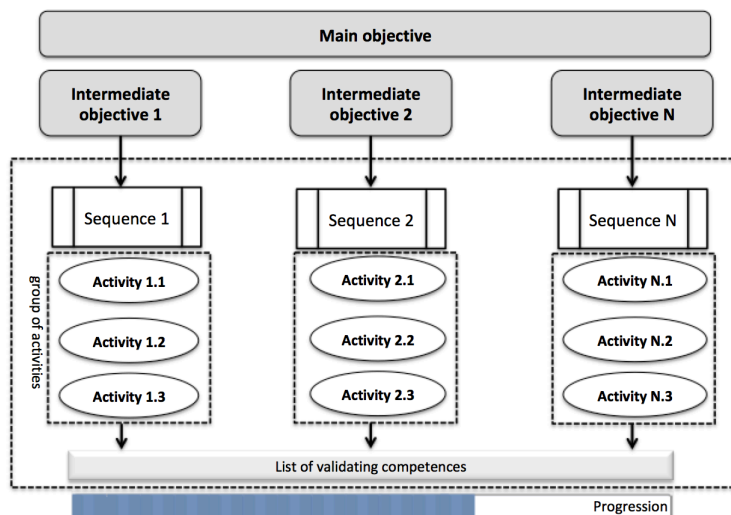 Main objective
Intermediate
objective 1
Intermediate
objective 2
Intermediate
objective N
Sequence 1
Sequence 2
Sequence N
group of activities
Activity 1.1
Activity 2.1
Activity N.1
Activity 1.2
Activity 2.2
Activity N.2
Activity 1.3
Activity 2.3
Activity N.3
List of validating competences
Progression